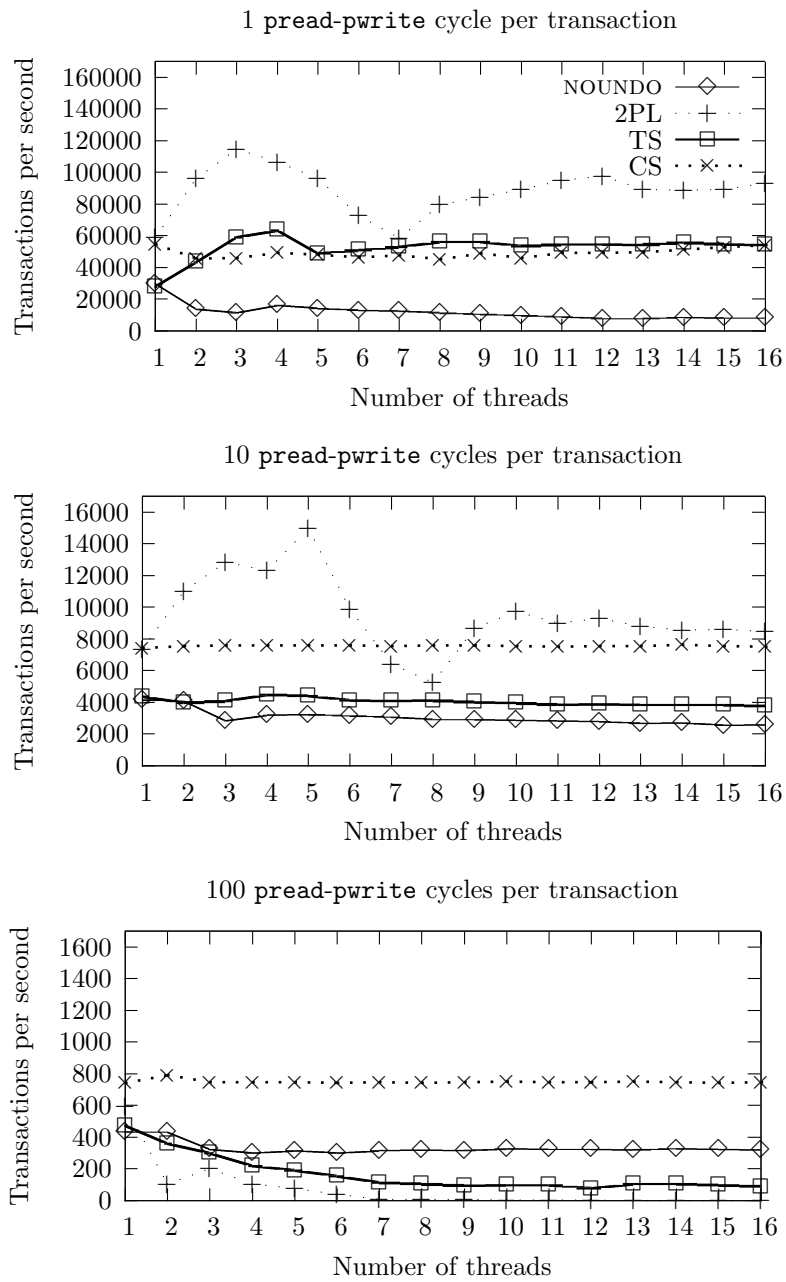 1 pread-pwrite cycle per transaction
Transactions per second
160000
140000
120000
100000
80000
60000
40000
20000
0
NOUNDO
2PL
TS
CS
1 2 3 4 5 6 7 8 9 10 11 12 13 14 15 16
Number of threads
10 pread-pwrite cycles per transaction
Transactions per second
16000
14000
12000
10000
8000
6000
4000
2000
0
1 2 3 4 5 6 7 8 9 10 11 12 13 14 15 16
Number of threads
100 pread-pwrite cycles per transaction
Transactions per second
1600
1400
1200
1000
800
600
400
200
0
1 2 3 4 5 6 7 8 9 10 11 12 13 14 15 16
Number of threads